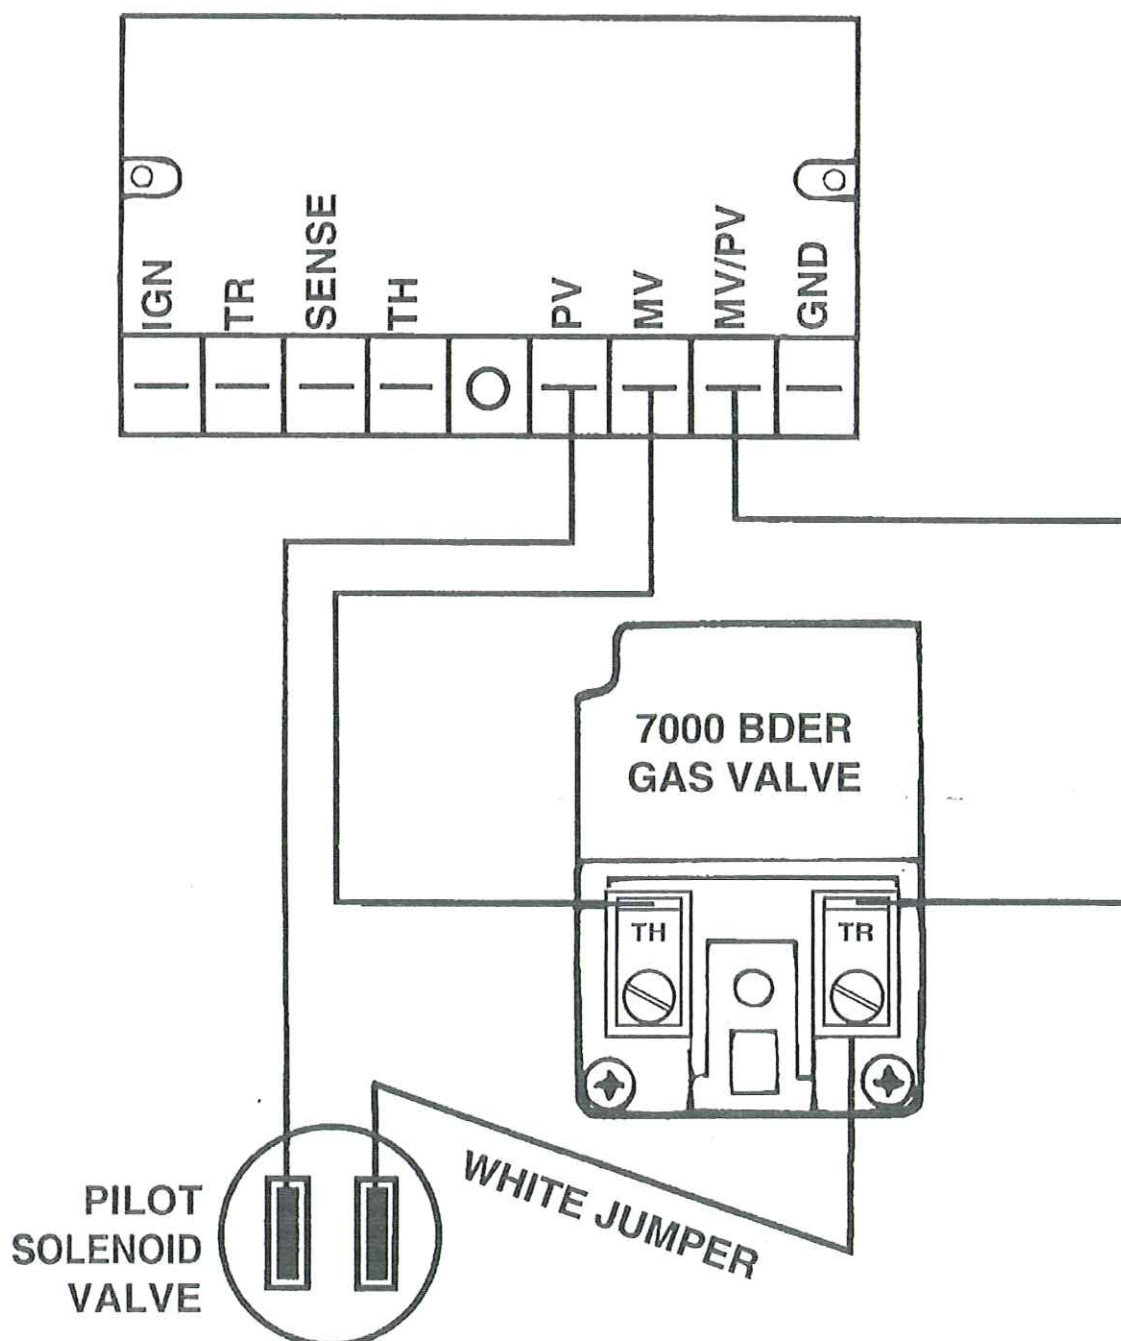 IGN
TR
SENSE
TH
PV
MV
MV/PV
GND
7000 BDER
GAS VALVE
TH
TR
WHITE JUMPER
PILOT
SOLENOID
VALVE